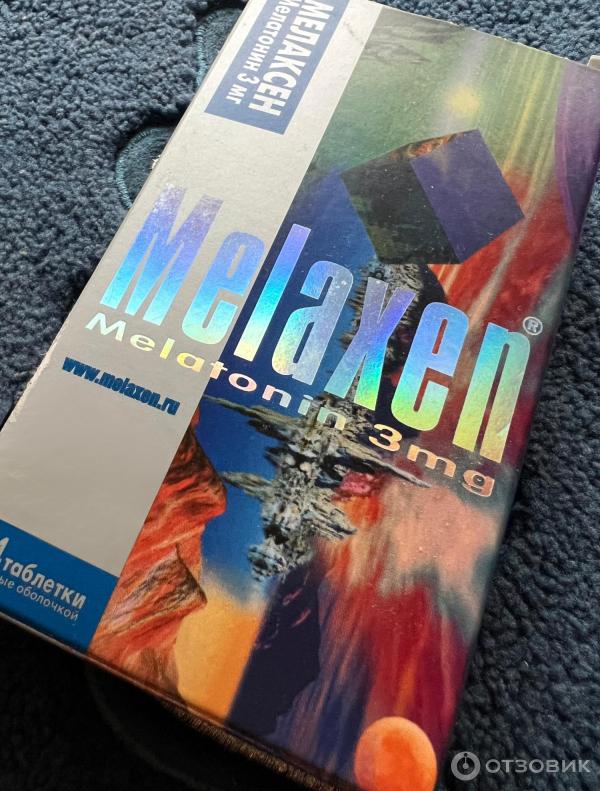 МЕЛАКСЕН
Мелатонин 3 мг
Melaxen®
Melatonin 3mg
www.melaxen.ru
таблетки
оболочкой
ОТЗОВИК